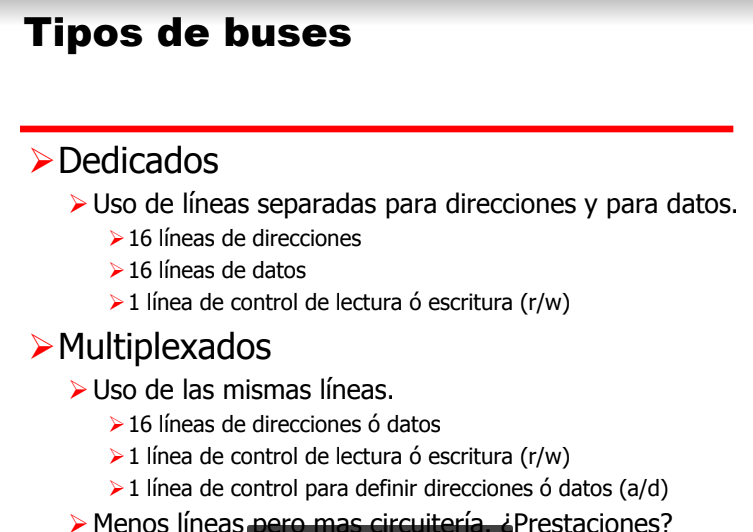 Tipos de buses
Dedicados
Uso de líneas separadas para direcciones y para datos.
16 líneas de direcciones
16 líneas de datos
1 línea de control de lectura ó escritura (r/w)
Multiplexados
Uso de las mismas líneas.
16 líneas de direcciones ó datos
1 línea de control de lectura ó escritura (r/w)
1 línea de control para definir direcciones ó datos (a/d)
Menos líneas pero mas circuitería. ¿Prestaciones?